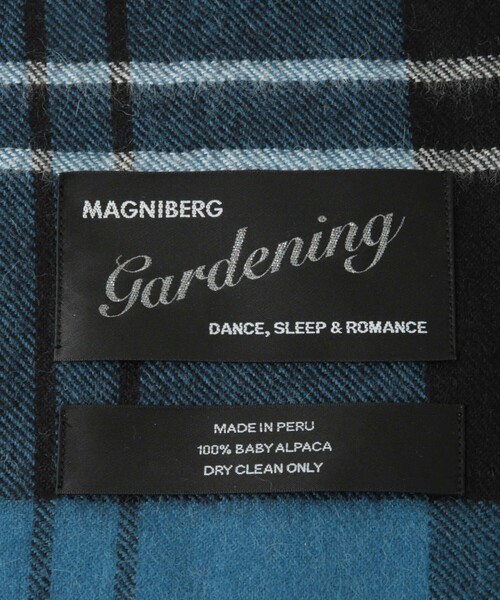 MAGNIBERG
Gardening
DANCE, SLEEP & ROMANCE
MADE IN PERU
100% BABY ALPACA
DRY CLEAN ONLY